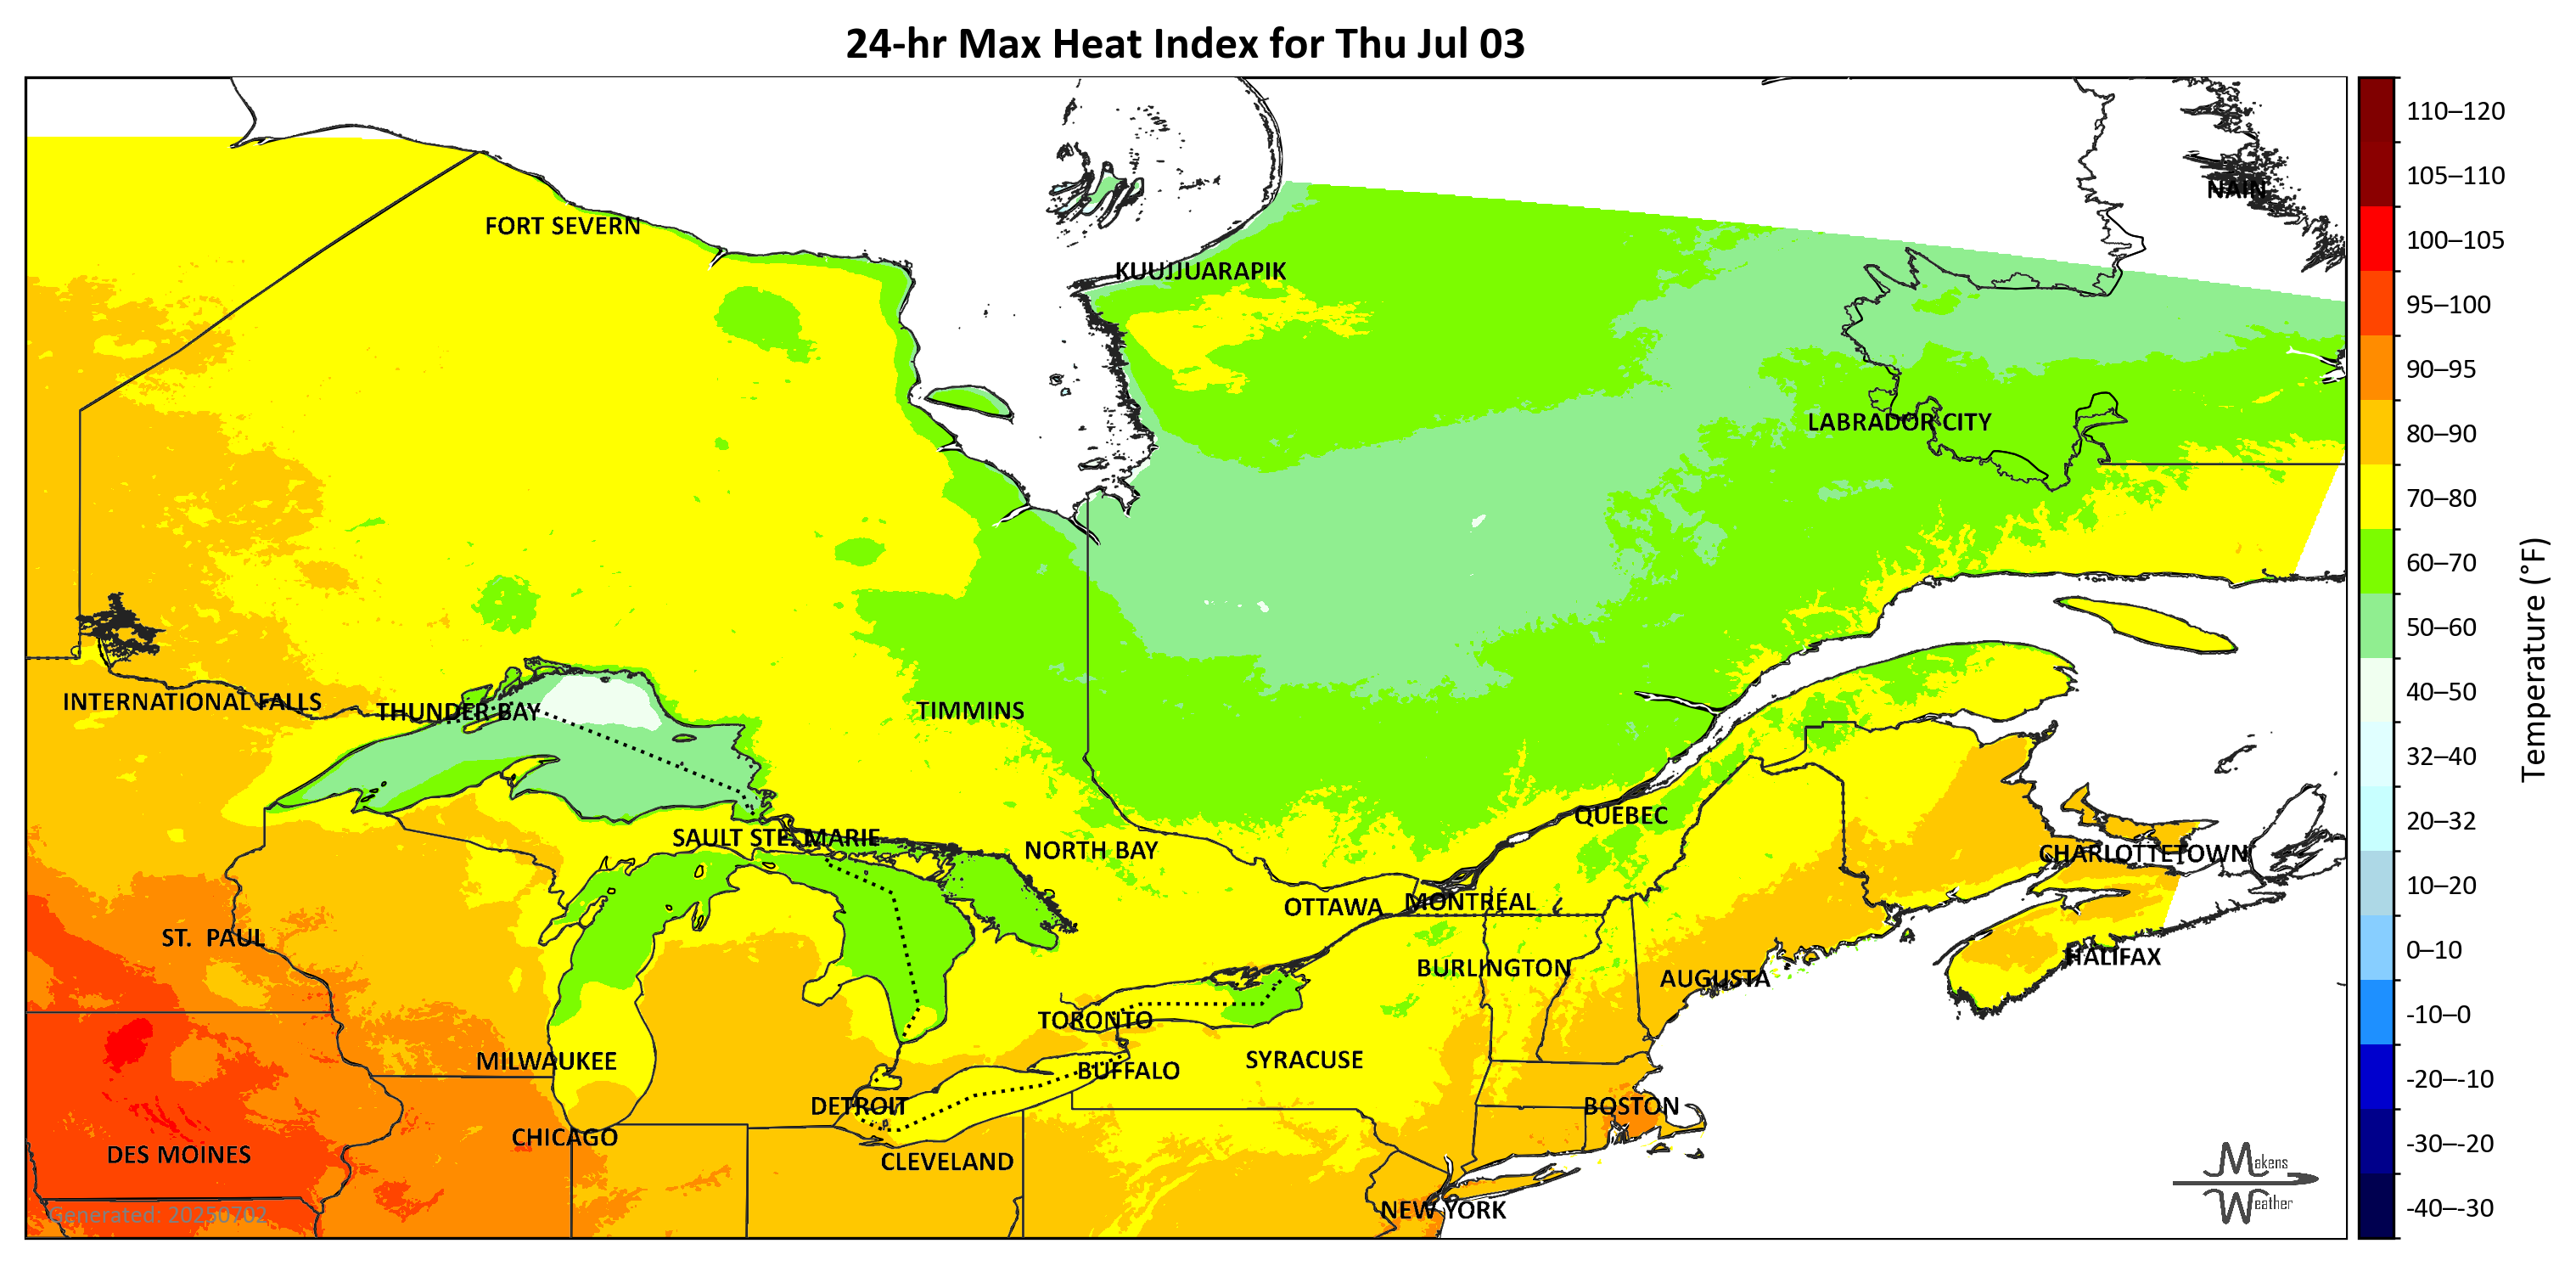 24-hr Max Heat Index for Thu Jul 03
110–120
105–110
NAIN
FORT SEVERN
100–105
KUUJJUARAPIK
95–100
90–95
LABRADOR CITY
80–90
70–80
60–70
50–60
Temperature (°F)
INTERNATIONAL FALLS
THUNDER BAY
TIMMINS
40–50
32–40
QUEBEC
20–32
SAULT STE. MARIE
NORTH BAY
CHARLOTTETOWN
10–20
OTTAWA
MONTRÉAL
ST. PAUL
0–10
BURLINGTON
HALIFAX
AUGUSTA
TORONTO
-10–0
MILWAUKEE
SYRACUSE
BUFFALO
-20–-10
DETROIT
BOSTON
CHICAGO
-30–-20
DES MOINES
CLEVELAND
Makens
Weather
NEW YORK
-40–-30
Generated: 20250702